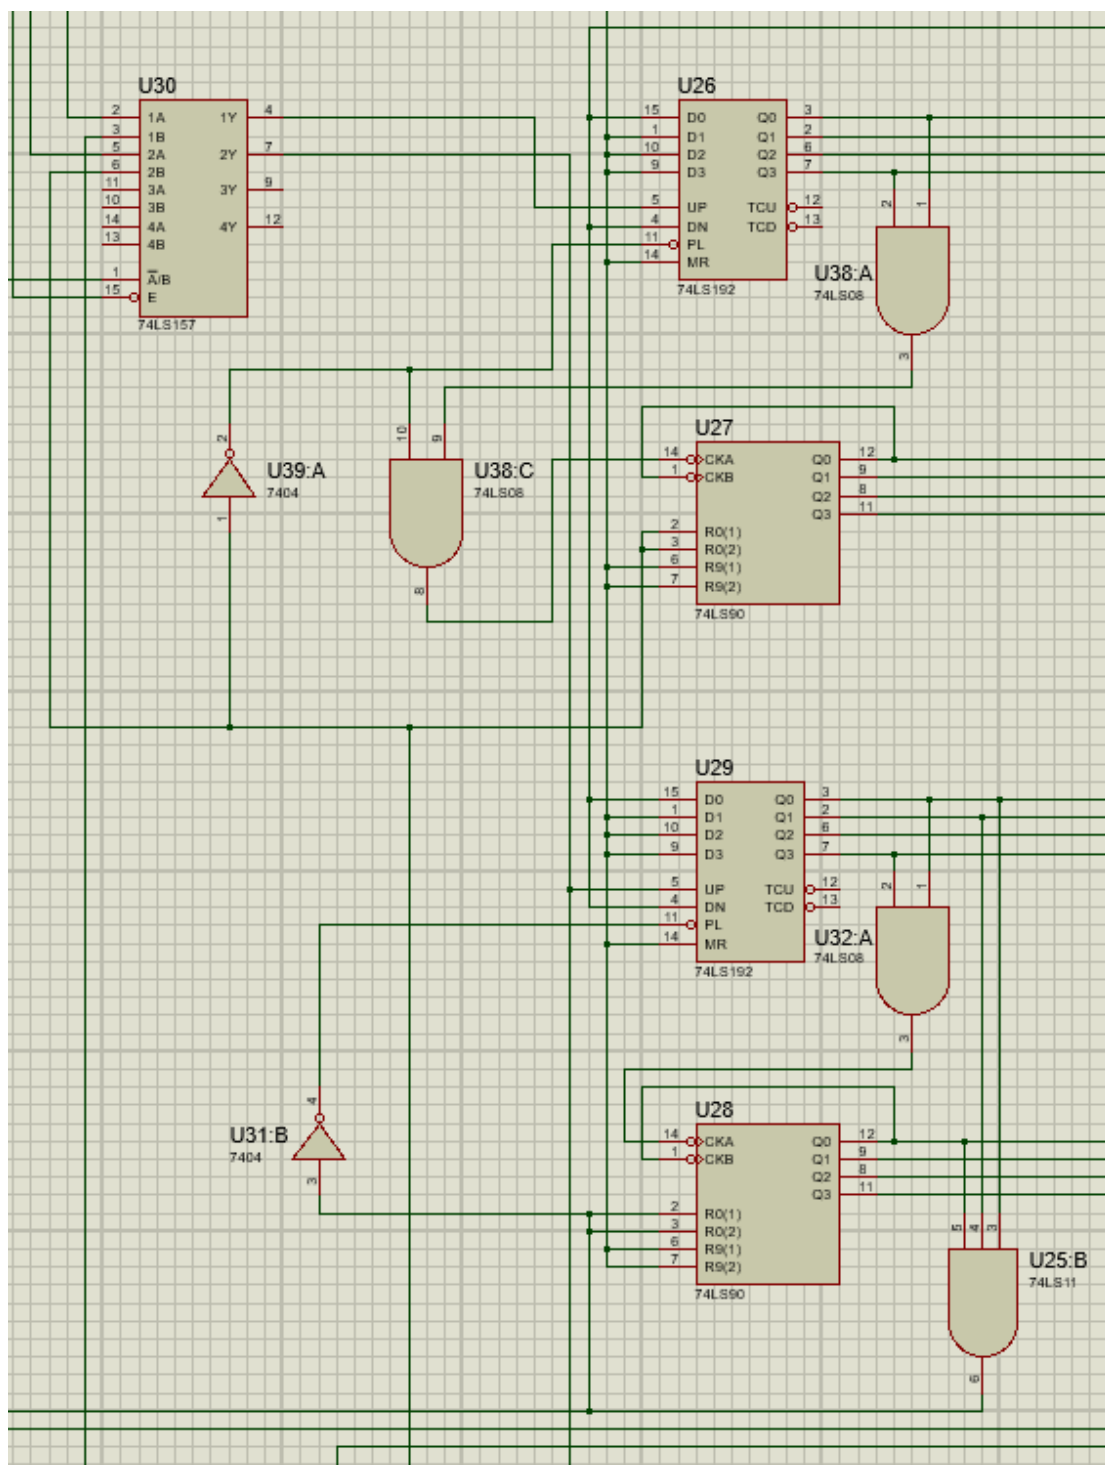 U30
2 1A 1Y 4
3 1B
5 2A 2Y 7
6 2B
11 3A 3Y 9
10 3B
14 4A 4Y 12
13 4B
1 A/B
15 E
74LS157
U26
15 D0 Q0 3
1 D1 Q1 2
10 D2 Q2 6
9 D3 Q3 7
5 UP TCU 12
4 DN TCD 13
11 PL
14 MR
74LS192
2 1
U38:A
74LS08
3
2
U39:A
7404
1
10 9
U38:C
74LS08
8
U27
14 CKA Q0 12
1 CKB Q1 9
Q2 8
Q3 11
2 R0(1)
3 R0(2)
6 R9(1)
7 R9(2)
74LS90
U29
15 D0 Q0 3
1 D1 Q1 2
10 D2 Q2 6
9 D3 Q3 7
5 UP TCU 12
4 DN TCD 13
11 PL
14 MR
74LS192
2 1
U32:A
74LS08
3
4
U31:B
7404
3
U28
14 CKA Q0 12
1 CKB Q1 9
Q2 8
Q3 11
2 R0(1)
3 R0(2)
6 R9(1)
7 R9(2)
74LS90
5 4 3
U25:B
74LS11
6